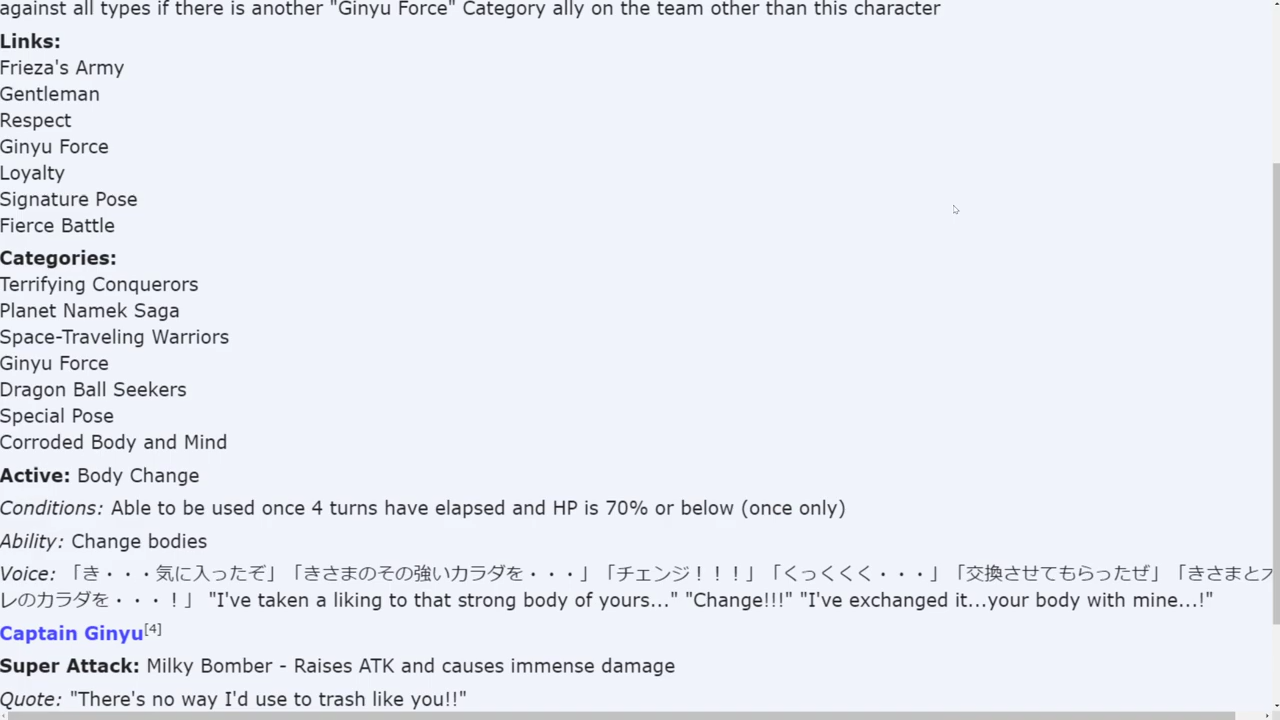 against all types if there is another "Ginyu Force" Category ally on the team other than this character
Links:
Frieza's Army
Gentleman
Respect
Ginyu Force
Loyalty
Signature Pose
Fierce Battle
Categories:
Terrifying Conquerors
Planet Namek Saga
Space-Traveling Warriors
Ginyu Force
Dragon Ball Seekers
Special Pose
Corroded Body and Mind
Active: Body Change
Conditions: Able to be used once 4 turns have elapsed and HP is 70% or below (once only)
Ability: Change bodies
Voice: 「き・・・気に入ったぞ」「きさまのその強いカラダを・・・」「チェンジ！！！」「くっくくく・・・」「交換させてもらったぜ」「きさまとオ
レのカラダを・・・！」 "I've taken a liking to that strong body of yours..." "Change!!!" "I've exchanged it...your body with mine...!"
Captain Ginyu[4]
Super Attack: Milky Bomber - Raises ATK and causes immense damage
Quote: "There's no way I'd use to trash like you!!"